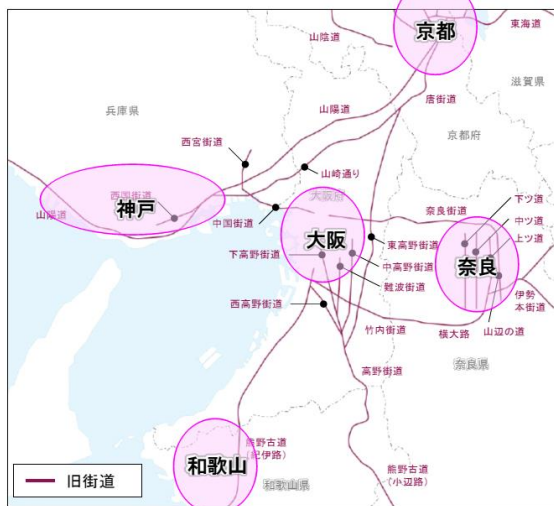 京都
東海道
山陰道
滋賀県
唐街道
兵庫県
山陽道
京都府
西宮街道
山崎通り
下ツ道
西国街道
大阪府
中ツ道
神戸
山陽道
奈良街道
上ツ道
中国街道
大阪
東高野街道
下高野街道
中高野街道
奈良
難波街道
伊勢
本街道
西高野街道
竹内街道
横大路
山辺の道
奈良県
高野街道
熊野古道
(紀伊路)
和歌山
熊野古道
(小辺路)
旧街道
和歌山県